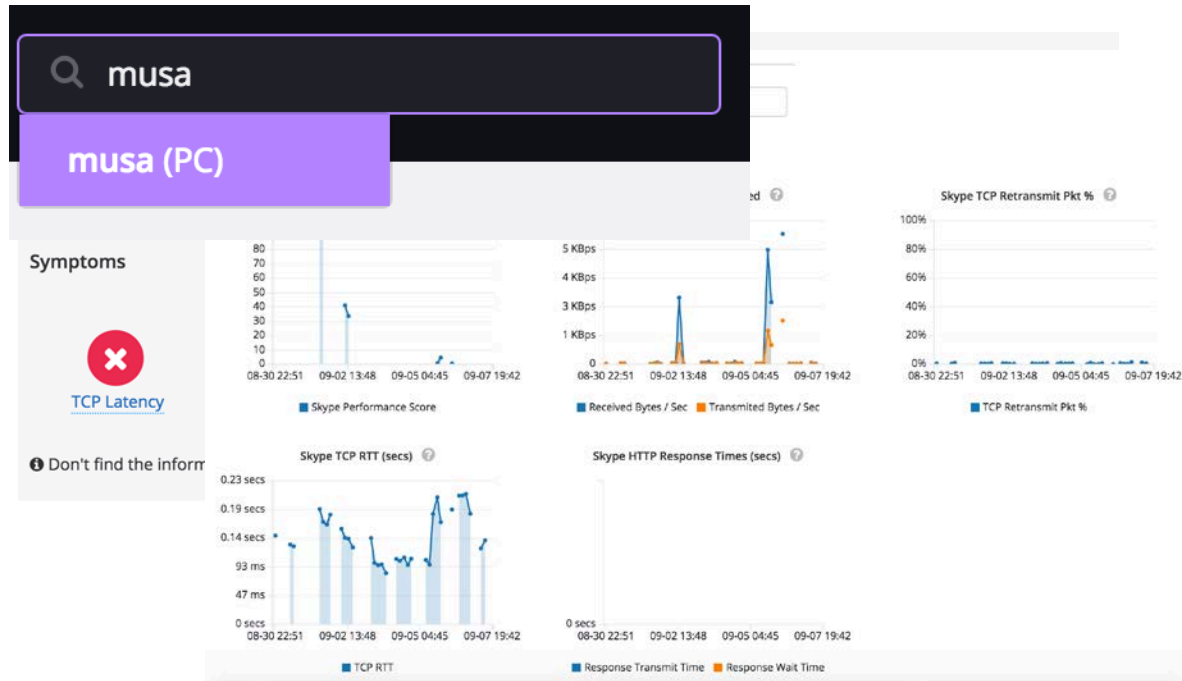 musa
musa (PC)
ed
Skype TCP Retransmit Pkt %
Symptoms
TCP Latency
Don't find the inform
80
70
60
50
40
30
20
10
0
08-30 22:51 09-02 13:48 09-05 04:45 09-07 19:42
Skype Performance Score
5 KBps
4 KBps
3 KBps
1 KBps
0
08-30 22:51 09-02 13:48 09-05 04:45 09-07 19:42
Received Bytes / Sec Transmited Bytes / Sec
100%
80%
60%
40%
20%
0%
08-30 22:51 09-02 13:48 09-05 04:45 09-07 19:42
TCP Retransmit Pkt %
Skype TCP RTT (secs)
0.23 secs
0.19 secs
0.14 secs
93 ms
47 ms
0 secs
08-30 22:51 09-02 13:48 09-05 04:45 09-07 19:42
TCP RTT
Skype HTTP Response Times (secs)
0 secs
08-30 22:51 09-02 13:48 09-05 04:45 09-07 19:42
Response Transmit Time Response Wait Time